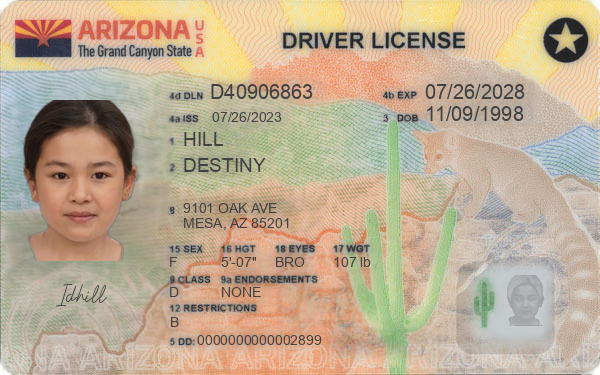 ARIZONA USA
The Grand Canyon State
DRIVER LICENSE
4d DLN D40906863
4b EXP 07/26/2028
4a ISS 07/26/2023
3 DOB 11/09/1998
1 HILL
2 DESTINY
8 9101 OAK AVE
MESA, AZ 85201
15 SEX 16 HGT 18 EYES 17 WGT
F 5'-07" BRO 107 lb
9 CLASS 9a ENDORSEMENTS
D NONE
12 RESTRICTIONS
B
Idhill
5 DD: 0000000000002899
ARIZONA ARIZONA ARIZONA ARIZONA